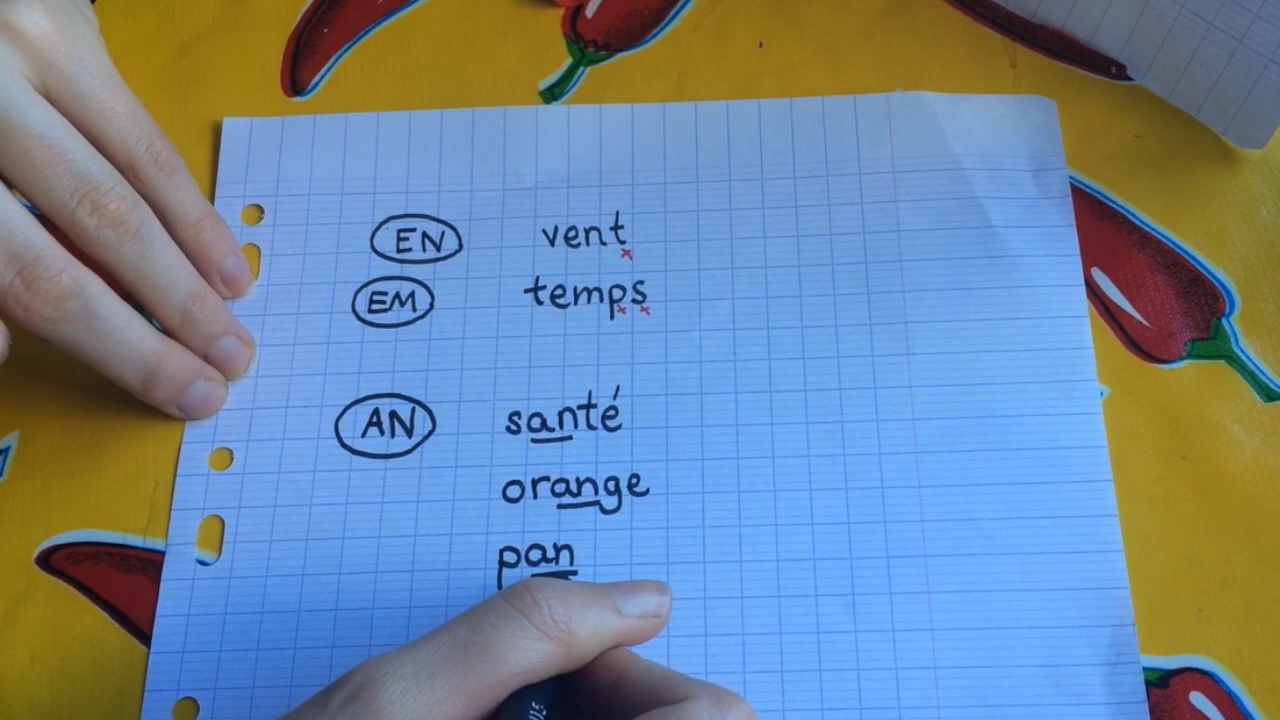 EN vent
EM temps
AN santé
orange
pan